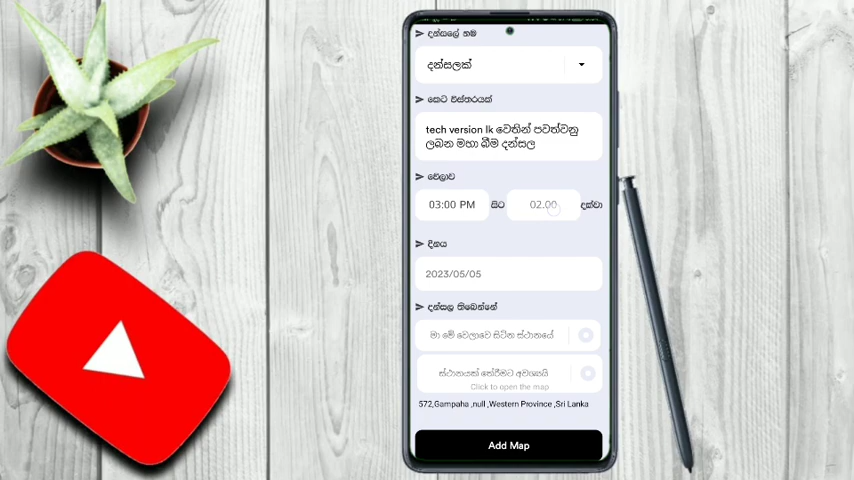 දන්සලේ නම
දන්සලක්
කෙටි විස්තරයක්
tech version lk වෙතින් පවත්වනු
ලබන මහා බීම දන්සල
වේලාව
03:00 PM සිට 02.00 දක්වා
දිනය
2023/05/05
දන්සල තිබෙන්නේ
මා මේ වෙලාවෙ සිටින ස්ථානයේ
ස්ථානයක් තේරීමට අවශ්‍යයි
Click to open the map
572,Gampaha ,null ,Western Province ,Sri Lanka
Add Map